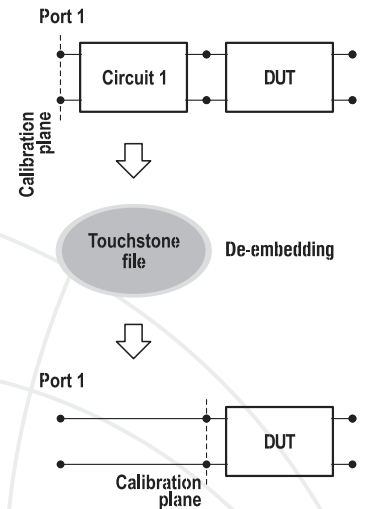 Port 1
Circuit 1
DUT
Calibration
plane
Touchstone
file
De-embedding
Port 1
DUT
Calibration
plane